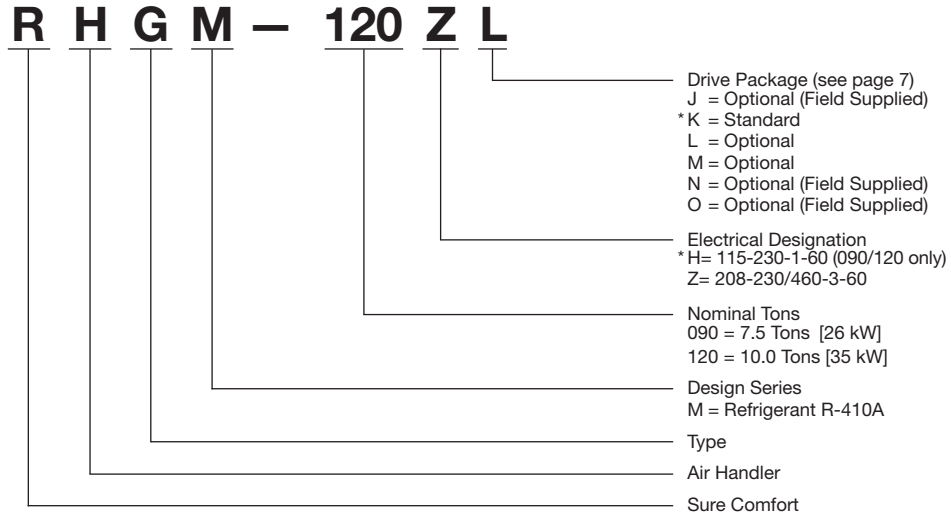 R H G M — 120 Z L
Drive Package (see page 7)
J = Optional (Field Supplied)
*K = Standard
L = Optional
M = Optional
N = Optional (Field Supplied)
O = Optional (Field Supplied)
Electrical Designation
*H= 115-230-1-60 (090/120 only)
Z= 208-230/460-3-60
Nominal Tons
090 = 7.5 Tons [26 kW]
120 = 10.0 Tons [35 kW]
Design Series
M = Refrigerant R-410A
Type
Air Handler
Sure Comfort